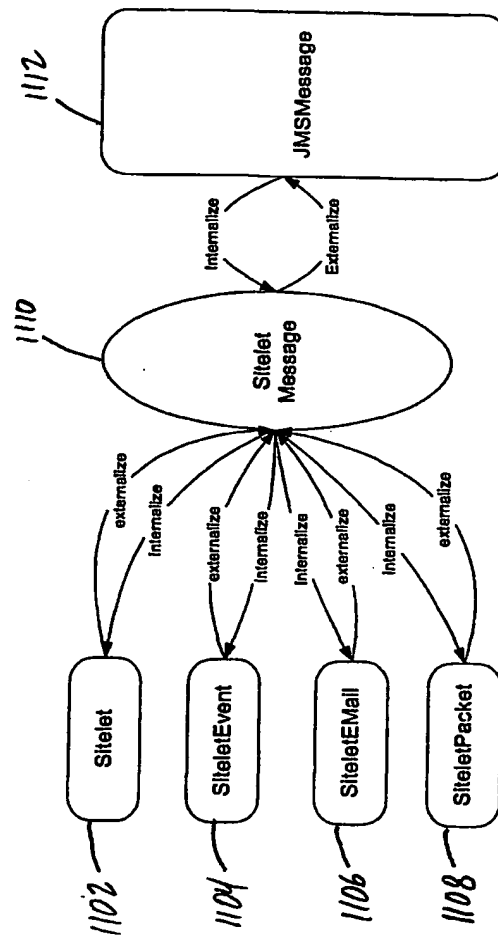 1102
Sitelet
1104
SiteletEvent
1106
SiteletEMail
1108
SiteletPacket
externalize
Internalize
externalize
Internalize
Internalize
externalize
Internalize
externalize
1110
Sitelet
Message
Internalize
Externalize
1112
JMSMessage